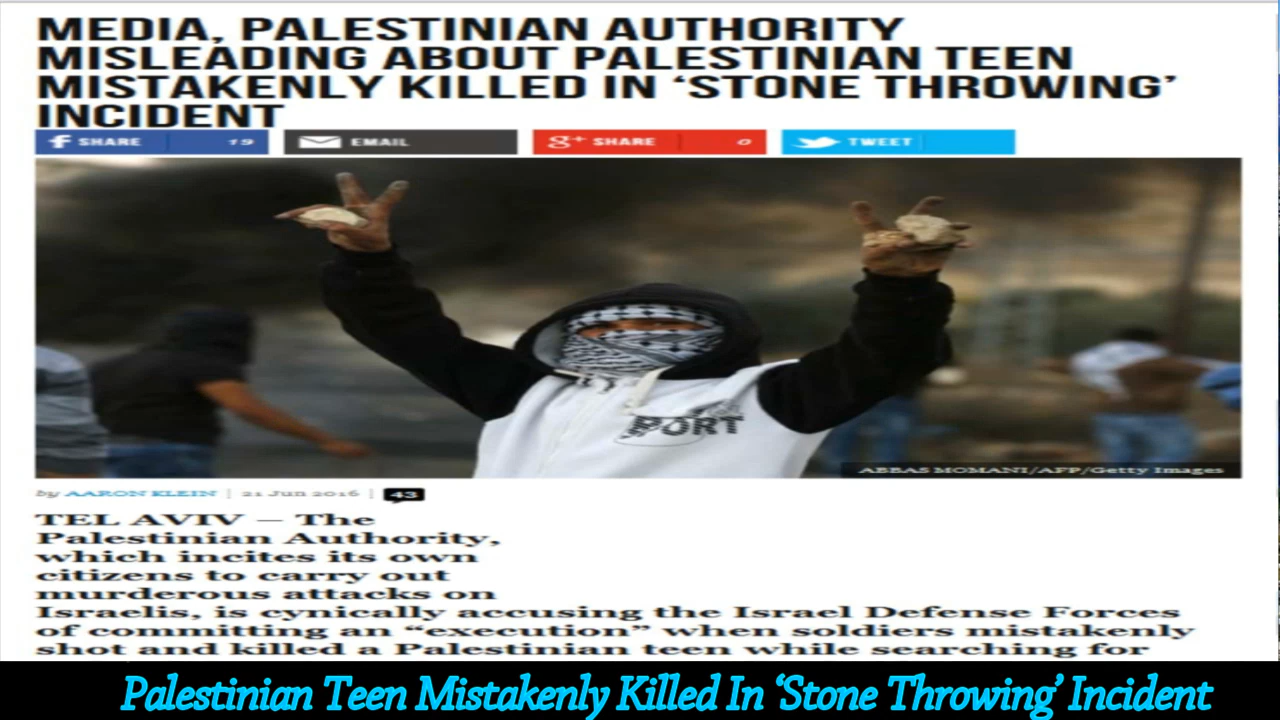 MEDIA, PALESTINIAN AUTHORITY
MISLEADING ABOUT PALESTINIAN TEEN
MISTAKENLY KILLED IN ‘STONE THROWING’
INCIDENT
f SHARE 19 EMAIL g+ SHARE 0 TWEET
PORT
ABBAS MOMANI/AFP/Getty Images
by AARON KLEIN | 21 Jun 2016 | 43
TEL AVIV — The
Palestinian Authority,
which incites its own
citizens to carry out
murderous attacks on
Israelis, is cynically accusing the Israel Defense Forces
of committing an “execution” when soldiers mistakenly
shot and killed a Palestinian teen while searching for
Palestinian Teen Mistakenly Killed In ‘Stone Throwing’ Incident